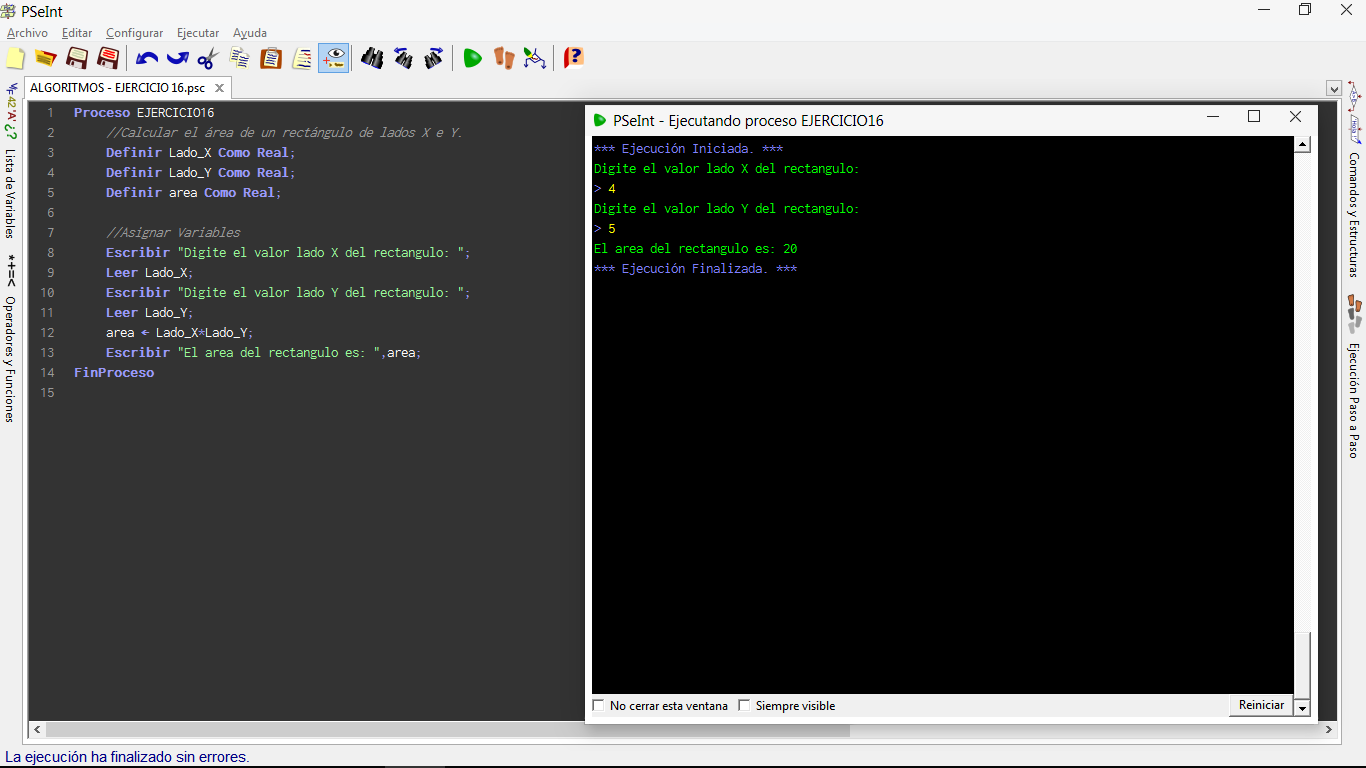 PSeInt
Archivo Editar Configurar Ejecutar Ayuda
ALGORITMOS - EJERCICIO 16.psc
Lista de Variables
Operadores y Funciones
1 Proceso EJERCICIO16
2 //Calcular el área de un rectángulo de lados X e Y.
3 Definir Lado_X Como Real;
4 Definir Lado_Y Como Real;
5 Definir area Como Real;
6
7 //Asignar Variables
8 Escribir "Digite el valor lado X del rectangulo: ";
9 Leer Lado_X;
10 Escribir "Digite el valor lado Y del rectangulo: ";
11 Leer Lado_Y;
12 area ← Lado_X*Lado_Y;
13 Escribir "El area del rectangulo es: ",area;
14 FinProceso
15
PSeInt - Ejecutando proceso EJERCICIO16
*** Ejecución Iniciada. ***
Digite el valor lado X del rectangulo:
> 4
Digite el valor lado Y del rectangulo:
> 5
El area del rectangulo es: 20
*** Ejecución Finalizada. ***
No cerrar esta ventana Siempre visible Reiniciar
Comandos y Estructuras
Ejecución Paso a Paso
La ejecución ha finalizado sin errores.